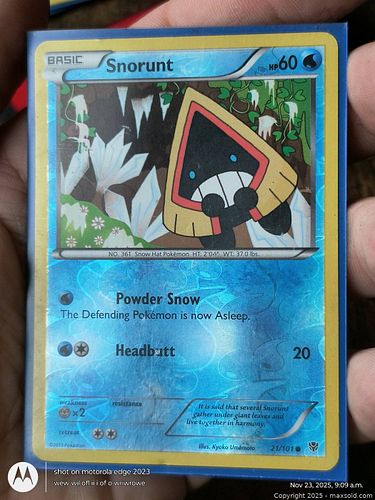 BASIC
Snorunt
HP60
NO. 361 Snow Hat Pokémon HT: 2'04" WT: 37.0 lbs.
Powder Snow
The Defending Pokémon is now Asleep.
Headbutt 20
weakness resistance
×2
It is said that several Snorunt
gather under giant leaves and
live together in harmony.
retreat
Illus. Kyoko Umemoto
21/101
shot on motorola edge 2023
Nov 23, 2025, 9:09 a.m.
Copyright 2025 - maxsold.com